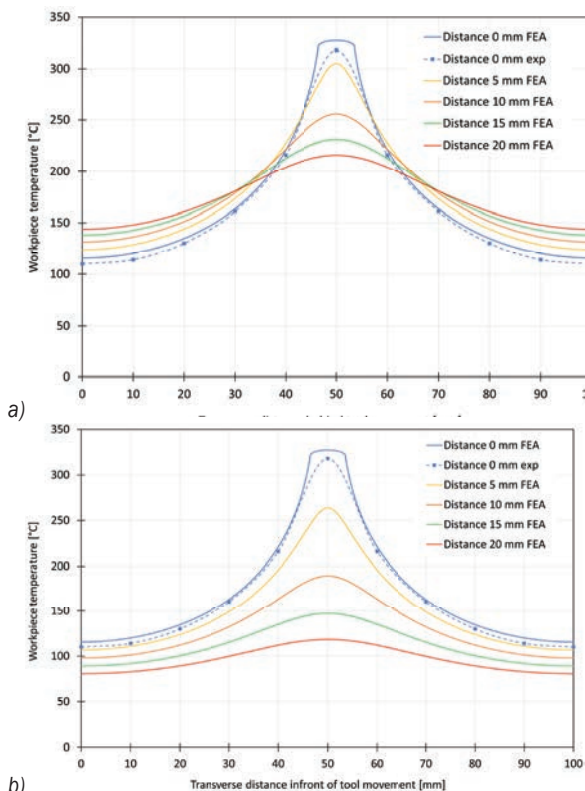 350
300
250
200
150
100
50
0
Workpiece temperature [°C]
Distance 0 mm FEA
Distance 0 mm exp
Distance 5 mm FEA
Distance 10 mm FEA
Distance 15 mm FEA
Distance 20 mm FEA
0 10 20 30 40 50 60 70 80 90
a)
350
300
250
200
150
100
50
0
Workpiece temperature [°C]
Distance 0 mm FEA
Distance 0 mm exp
Distance 5 mm FEA
Distance 10 mm FEA
Distance 15 mm FEA
Distance 20 mm FEA
0 10 20 30 40 50 60 70 80 90 100
b)
Transverse distance infront of tool movement [mm]